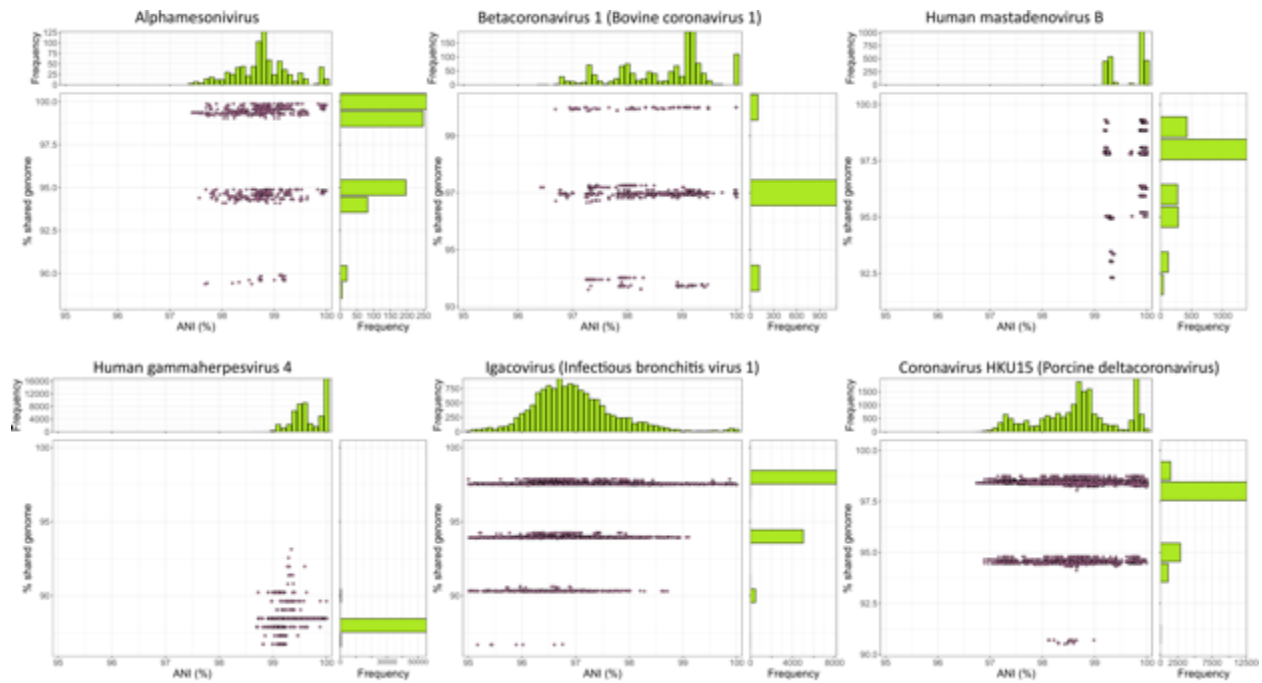 Alphamesonivirus
Frequency
125
100
75
50
25
0
% shared genome
100.0
97.5
95.0
92.5
90.0
95 96 97 98 99 100
ANI (%)
0 50 100 150 200 250
Frequency
Betacoronavirus 1 (Bovine coronavirus 1)
Frequency
150
100
50
0
% shared genome
99
97
95
93
95 96 97 98 99 100
ANI (%)
0 300 600 900
Frequency
Human mastadenovirus B
Frequency
1000
750
500
250
0
% shared genome
100.0
97.5
95.0
92.5
95 96 97 98 99 100
ANI (%)
0 500 1000
Frequency
Human gammaherpesvirus 4
Frequency
16000
12000
8000
4000
0
% shared genome
100
95
90
95 96 97 98 99 100
ANI (%)
0 30000 50000
Frequency
Igacovirus (Infectious bronchitis virus 1)
Frequency
750
500
250
0
% shared genome
100
95
90
95 96 97 98 99 100
ANI (%)
0 4000 8000
Frequency
Coronavirus HKU15 (Porcine deltacoronavirus)
Frequency
1500
1000
500
0
% shared genome
100.0
97.5
95.0
92.5
90.0
95 96 97 98 99 100
ANI (%)
0 2500 7500 12500
Frequency